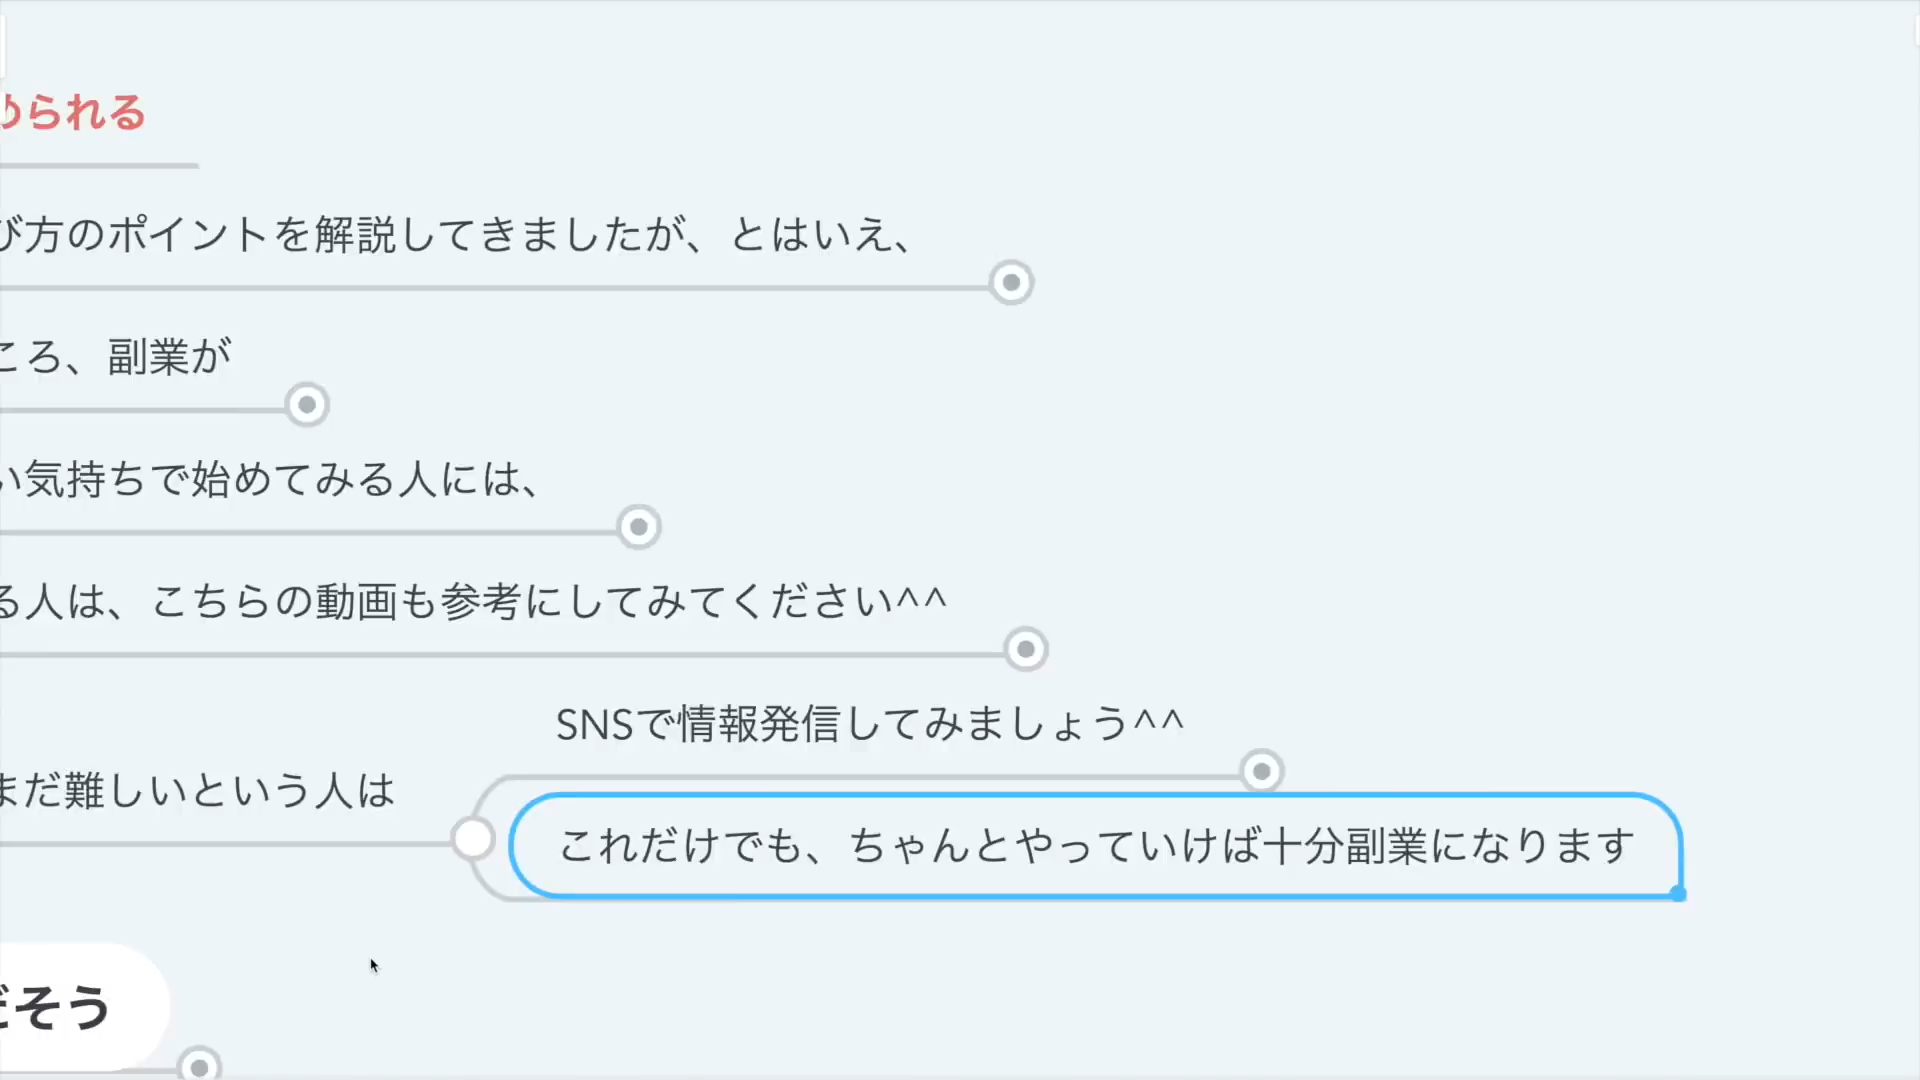 められる
び方のポイントを解説してきましたが、とはいえ、
ころ、副業が
い気持ちで始めてみる人には、
る人は、こちらの動画も参考にしてみてください^^
SNSで情報発信してみましょう^^
まだ難しいという人は
これだけでも、ちゃんとやっていけば十分副業になります
だそう